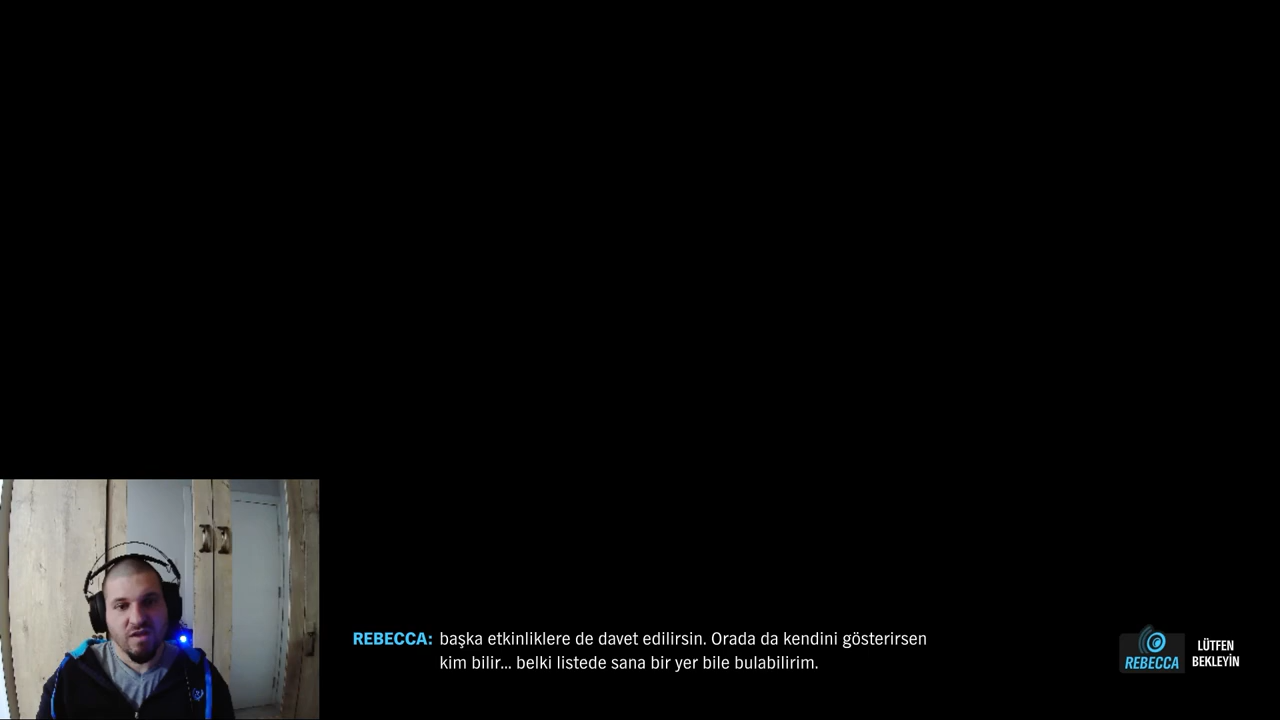 REBECCA: başka etkinliklere de davet edilirsin. Orada da kendini gösterirsen
kim bilir... belki listede sana bir yer bile bulabilirim.
REBECCA
LÜTFEN
BEKLEYİN